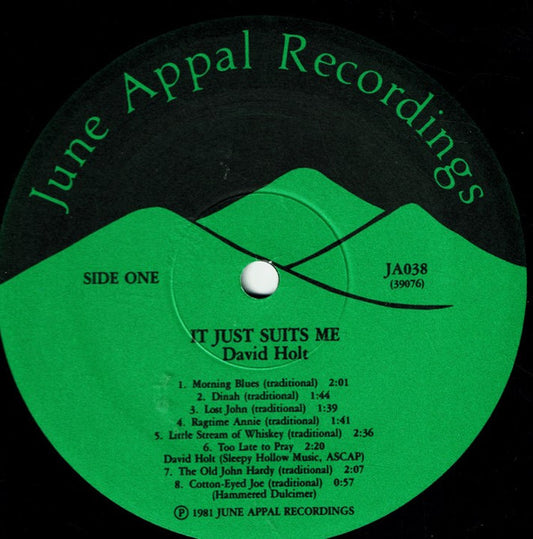 June Appal Recordings
SIDE ONE
JA038
(39076)
IT JUST SUITS ME
David Holt
1. Morning Blues (traditional) 2:01
2. Dinah (traditional) 1:44
3. Lost John (traditional) 1:39
4. Ragtime Annie (traditional) 1:41
5. Little Stream of Whiskey (traditional) 2:36
6. Too Late to Pray 2:20
David Holt (Sleepy Hollow Music, ASCAP)
7. The Old John Hardy (traditional) 2:07
8. Cotton-Eyed Joe (traditional) 0:57
(Hammered Dulcimer)
Ⓟ 1981 JUNE APPAL RECORDINGS